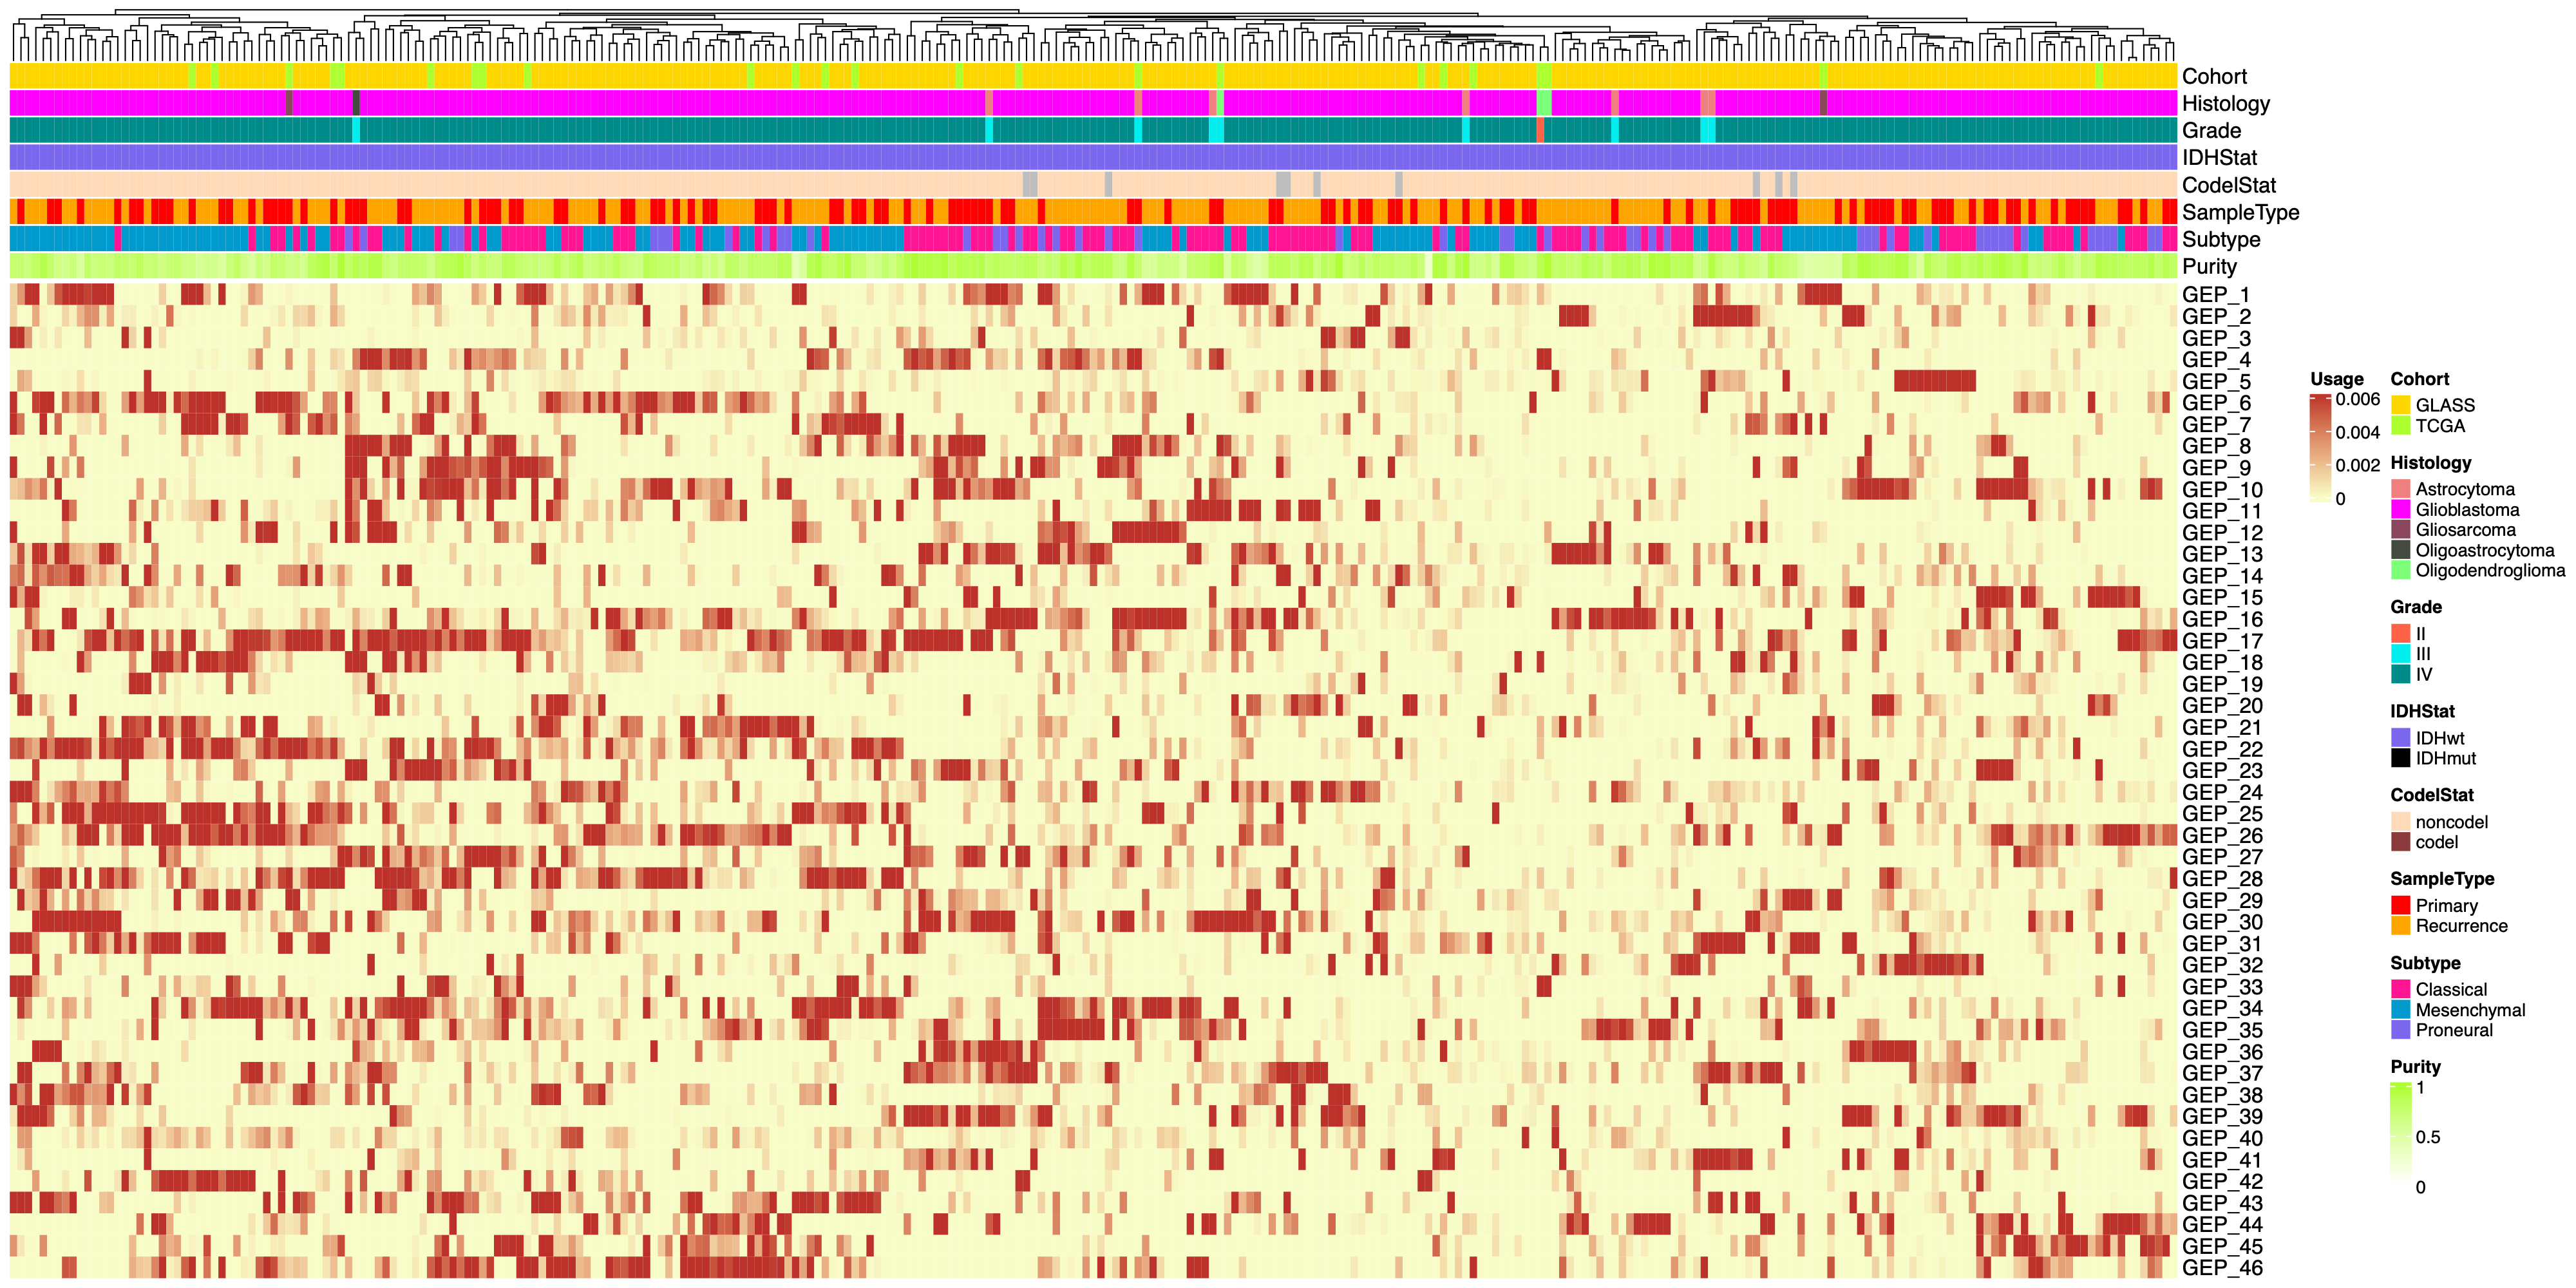 Cohort
Histology
Grade
IDHStat
CodelStat
SampleType
Subtype
Purity
GEP_1
GEP_2
GEP_3
GEP_4
GEP_5
GEP_6
GEP_7
GEP_8
GEP_9
GEP_10
GEP_11
GEP_12
GEP_13
GEP_14
GEP_15
GEP_16
GEP_17
GEP_18
GEP_19
GEP_20
GEP_21
GEP_22
GEP_23
GEP_24
GEP_25
GEP_26
GEP_27
GEP_28
GEP_29
GEP_30
GEP_31
GEP_32
GEP_33
GEP_34
GEP_35
GEP_36
GEP_37
GEP_38
GEP_39
GEP_40
GEP_41
GEP_42
GEP_43
GEP_44
GEP_45
GEP_46
Usage
0.006
0.004
0.002
0
Cohort
GLASS
TCGA
Histology
Astrocytoma
Glioblastoma
Gliosarcoma
Oligoastrocytoma
Oligodendroglioma
Grade
II
III
IV
IDHStat
IDHwt
IDHmut
CodelStat
noncodel
codel
SampleType
Primary
Recurrence
Subtype
Classical
Mesenchymal
Proneural
Purity
1
0.5
0